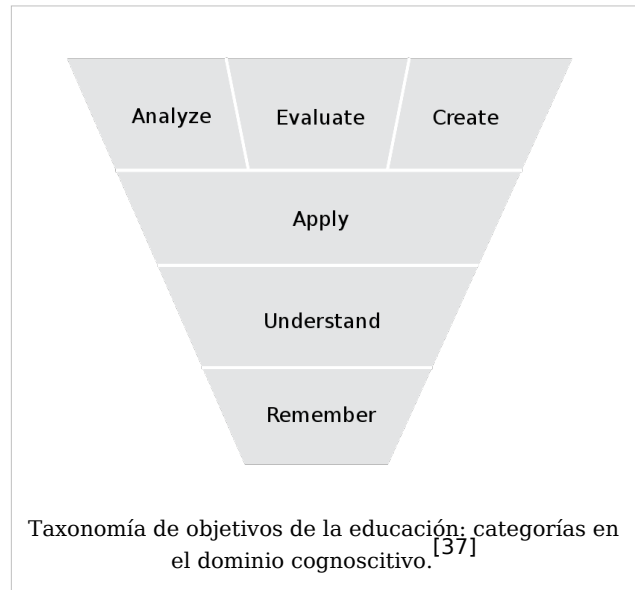 Analyze Evaluate Create
Apply
Understand
Remember
Taxonomía de objetivos de la educación: categorías en
el dominio cognoscitivo.[37]